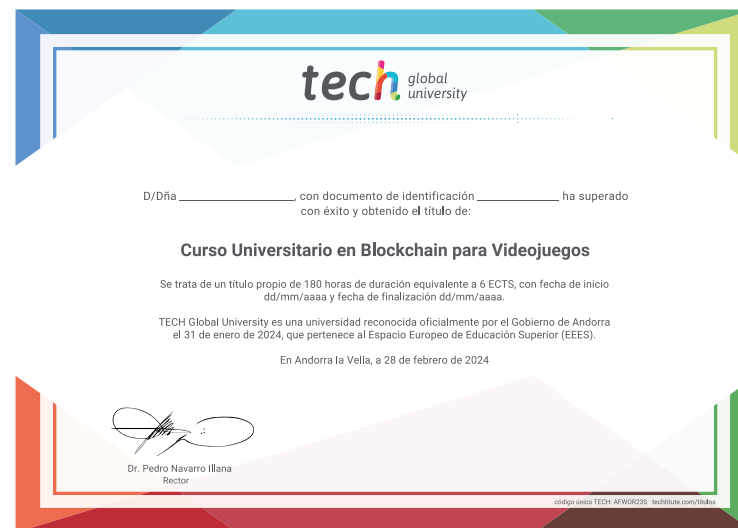 tech global university
D/Dña ______________, con documento de identificación __________ ha superado
con éxito y obtenido el título de:
Curso Universitario en Blockchain para Videojuegos
Se trata de un título propio de 180 horas de duración equivalente a 6 ECTS, con fecha de inicio
dd/mm/aaaa y fecha de finalización dd/mm/aaaa.
TECH Global University es una universidad reconocida oficialmente por el Gobierno de Andorra
el 31 de enero de 2024, que pertenece al Espacio Europeo de Educación Superior (EEES).
En Andorra la Vella, a 28 de febrero de 2024
Dr. Pedro Navarro Illana
Rector
código único TECH: AFWOR23S techtitute.com/titulos